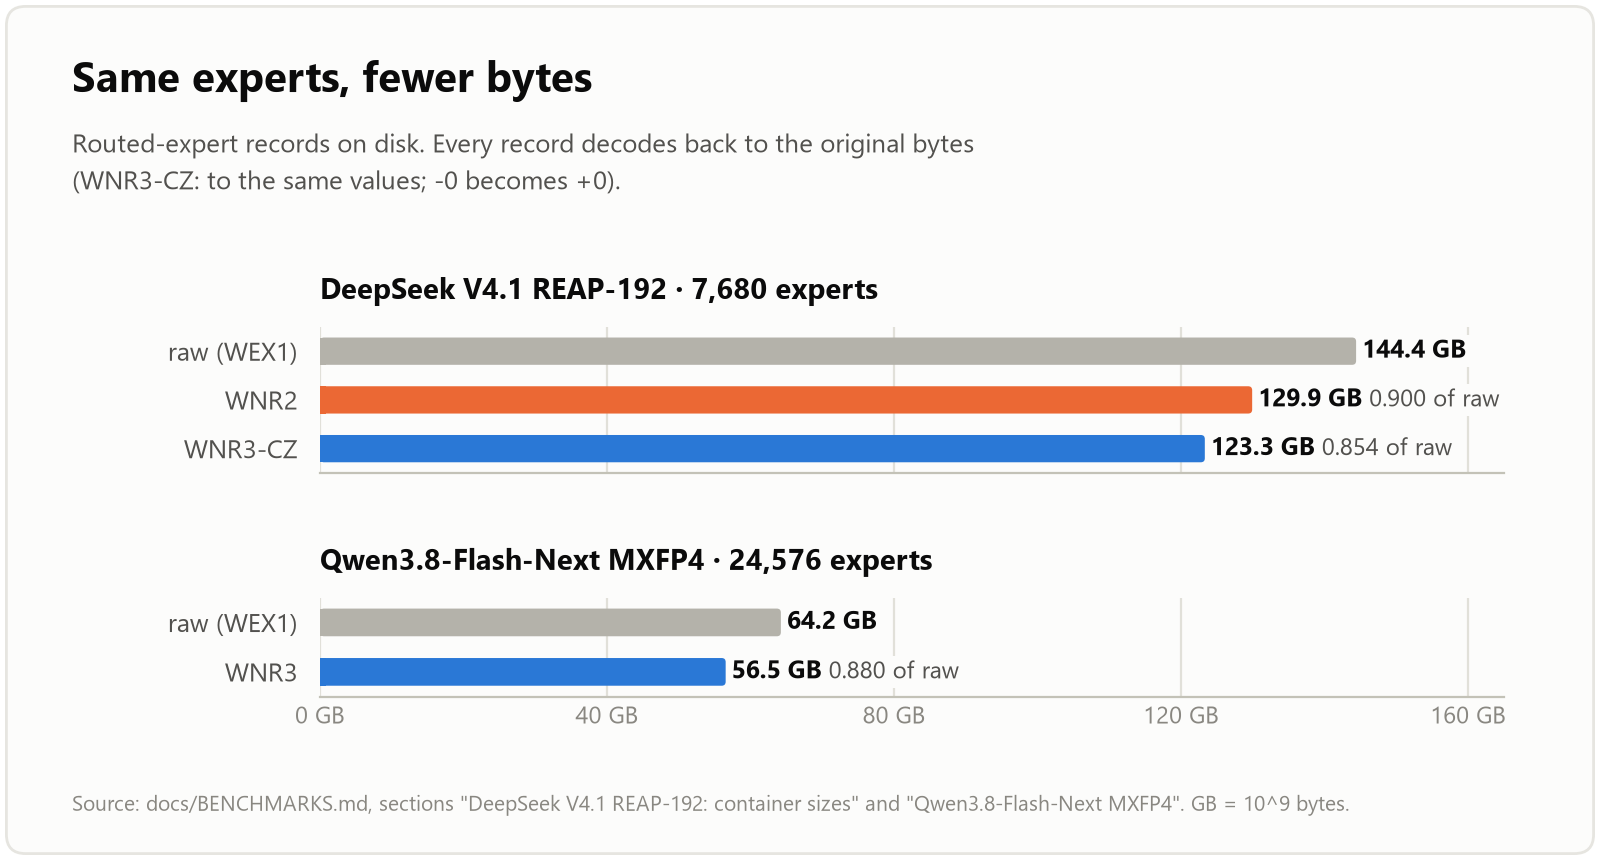 Same experts, fewer bytes
Routed-expert records on disk. Every record decodes back to the original bytes
(WNR3-CZ: to the same values; -0 becomes +0).
DeepSeek V4.1 REAP-192 · 7,680 experts
raw (WEX1) 144.4 GB
WNR2 129.9 GB 0.900 of raw
WNR3-CZ 123.3 GB 0.854 of raw
Qwen3.8-Flash-Next MXFP4 · 24,576 experts
raw (WEX1) 64.2 GB
WNR3 56.5 GB 0.880 of raw
0 GB 40 GB 80 GB 120 GB 160 GB
Source: docs/BENCHMARKS.md, sections "DeepSeek V4.1 REAP-192: container sizes" and "Qwen3.8-Flash-Next MXFP4". GB = 10^9 bytes.